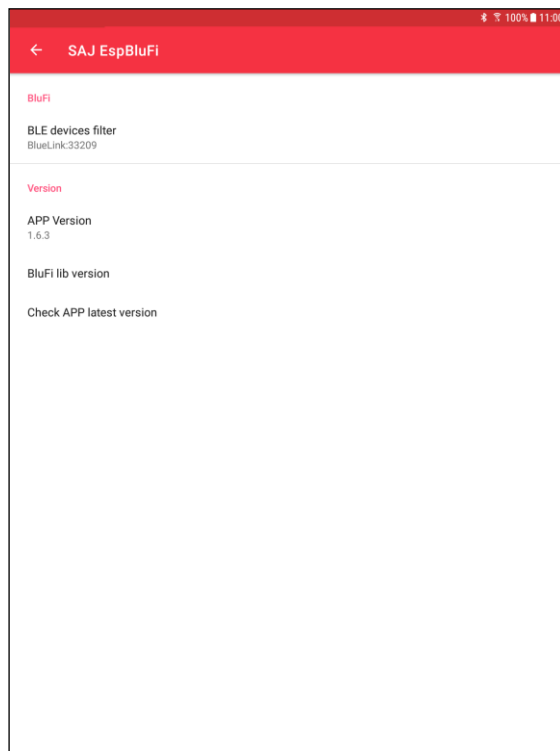 100% 11:00
SAJ EspBluFi
BluFi
BLE devices filter
BlueLink:33209
Version
APP Version
1.6.3
BluFi lib version
Check APP latest version